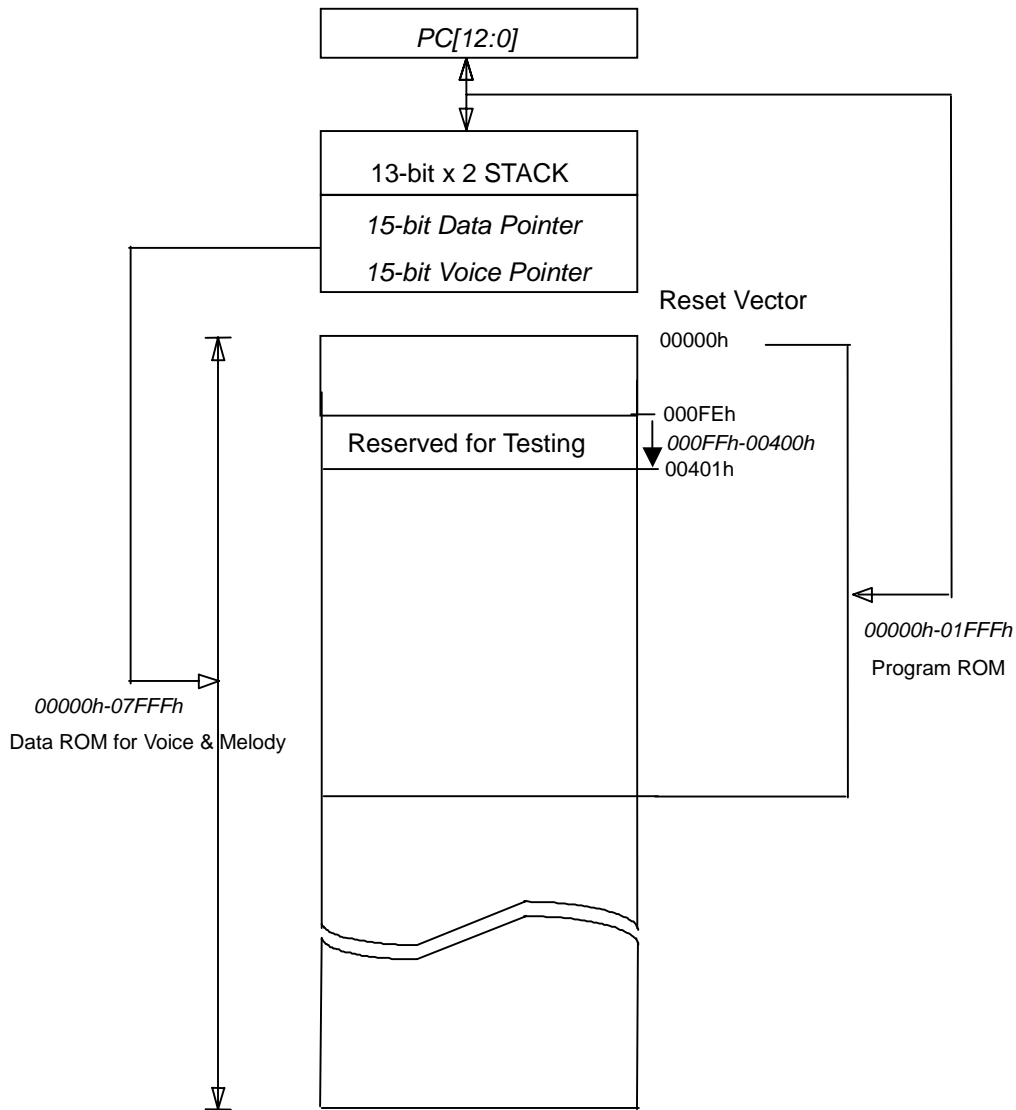 PC[12:0]
13-bit x 2 STACK
15-bit Data Pointer
15-bit Voice Pointer
Reset Vector
00000h
000FEh
Reserved for Testing
000FFh-00400h
00401h
00000h-01FFFh
Program ROM
00000h-07FFFh
Data ROM for Voice & Melody